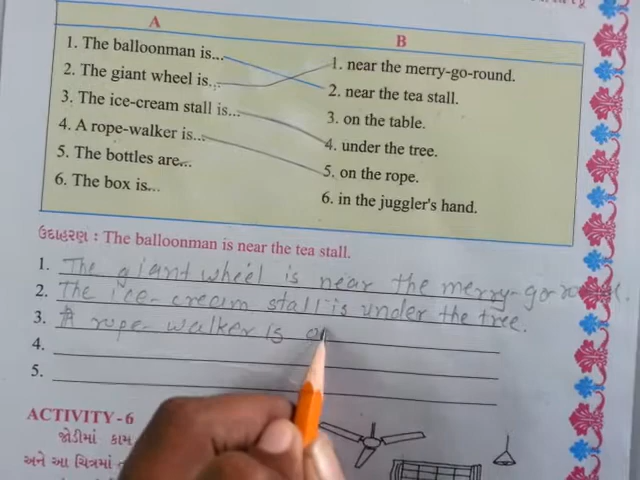 A
B
1. The balloonman is...
2. The giant wheel is...
3. The ice-cream stall is...
4. A rope-walker is...
5. The bottles are...
6. The box is...
1. near the merry-go-round.
2. near the tea stall.
3. on the table.
4. under the tree.
5. on the rope.
6. in the juggler's hand.
ઉદાહરણ : The balloonman is near the tea stall.
1. The giant wheel is near the merry-go round.
2. The ice-cream stall is under the tree.
3. A rope-walker is o
4.
5.
ACTIVITY-6
જોડીમાં કામ
અને આ ચિત્રમાં